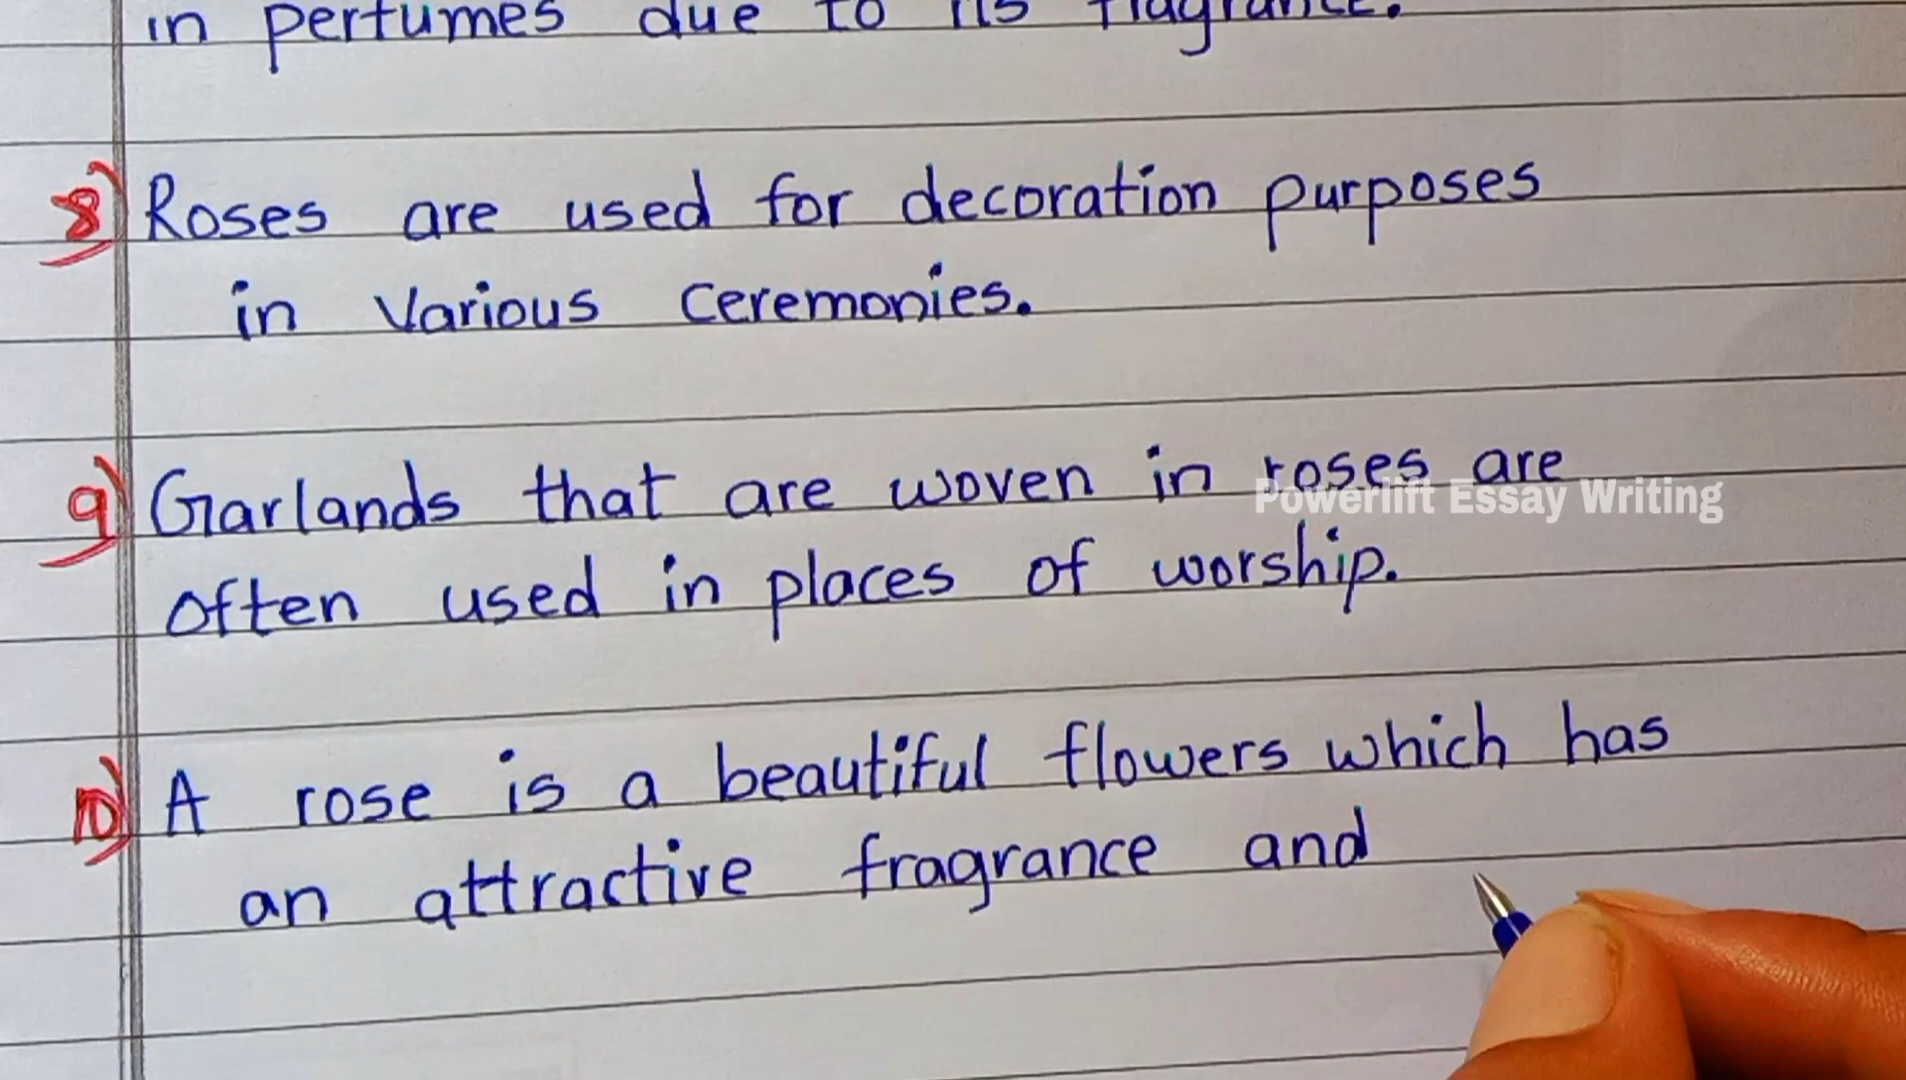 in perfumes due to its fragrance.
8) Roses are used for decoration purposes
in various ceremonies.
9) Garlands that are woven in roses are
Powerlift Essay Writing
often used in places of worship.
10) A rose is a beautiful flowers which has
an attractive fragrance and